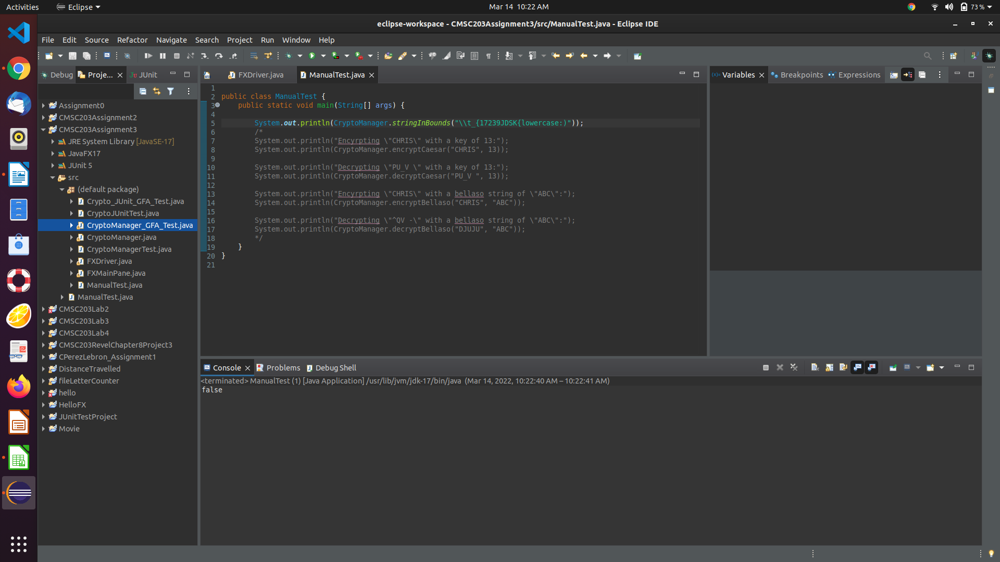 Activities
Eclipse
Mar 14 10:22 AM
73 %
eclipse-workspace - CMSC203Assignment3/src/ManualTest.java - Eclipse IDE
File Edit Source Refactor Navigate Search Project Run Window Help
Debug Proje... JUnit
Assignment0
CMSC203Assignment2
CMSC203Assignment3
JRE System Library [JavaSE-17]
JavaFX17
JUnit 5
src
(default package)
Crypto_JUnit_GFA_Test.java
CryptoJUnitTest.java
CryptoManager_GFA_Test.java
CryptoManager.java
CryptoManagerTest.java
FXDriver.java
FXMainPane.java
ManualTest.java
ManualTest.java
CMSC203Lab2
CMSC203Lab3
CMSC203Lab4
CMSC203RevelChapter8Project3
CPerezLebron_Assignment1
DistanceTravelled
fileLetterCounter
hello
HelloFX
JUnitTestProject
Movie
FXDriver.java ManualTest.java
1
2 public class ManualTest {
3 public static void main(String[] args) {
4
5 System.out.println(CryptoManager.stringInBounds("\\t_{17239JDSK{lowercase:)"));
6 /*
7 System.out.println("Encyrpting \"CHRIS\" with a key of 13:");
8 System.out.println(CryptoManager.encryptCaesar("CHRIS", 13));
9
10 System.out.println("Decrypting \"PU_V \" with a key of 13:");
11 System.out.println(CryptoManager.decryptCaesar("PU_V ", 13));
12
13 System.out.println("Encyrpting \"CHRIS\" with a bellaso string of \"ABC\":");
14 System.out.println(CryptoManager.encryptBellaso("CHRIS", "ABC"));
15
16 System.out.println("Decrypting \"^QV -\" with a bellaso string of \"ABC\":");
17 System.out.println(CryptoManager.decryptBellaso("DJUJU", "ABC"));
18 */
19 }
20 }
21
Variables Breakpoints Expressions
Console Problems Debug Shell
<terminated> ManualTest (1) [Java Application] /usr/lib/jvm/jdk-17/bin/java (Mar 14, 2022, 10:22:40 AM – 10:22:41 AM)
false